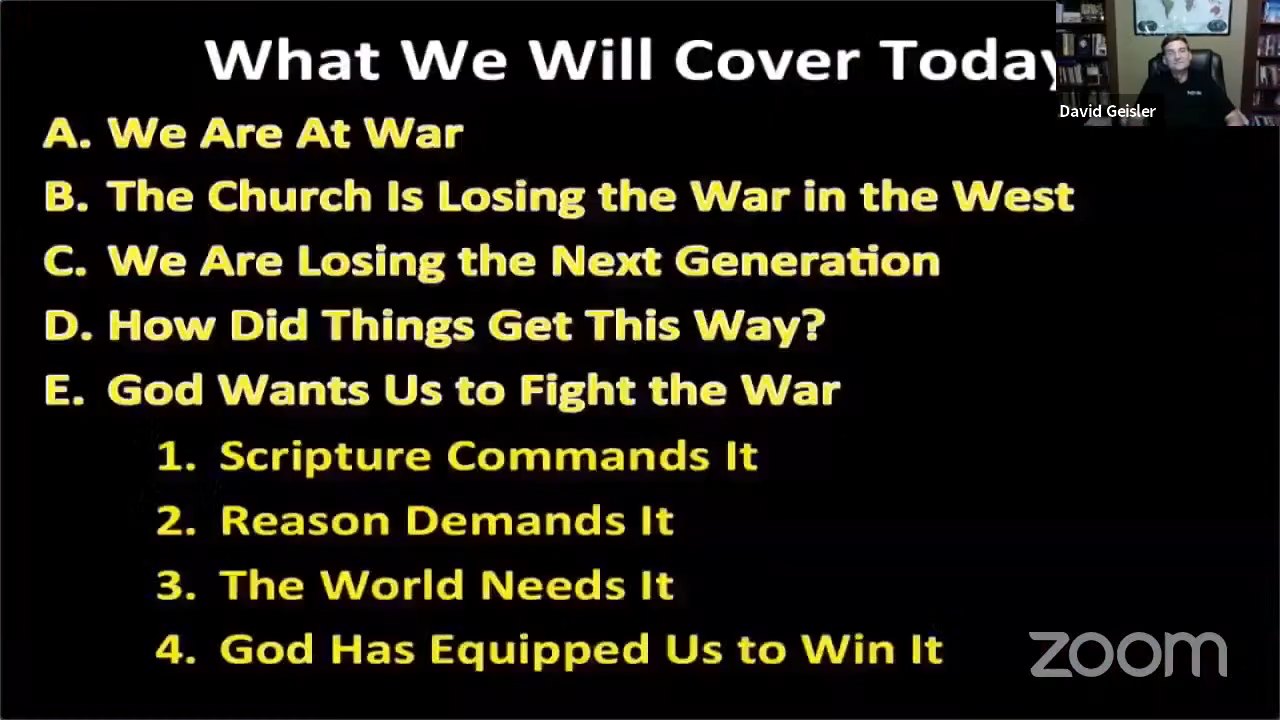 What We Will Cover Today
David Geisler
A. We Are At War
B. The Church Is Losing the War in the West
C. We Are Losing the Next Generation
D. How Did Things Get This Way?
E. God Wants Us to Fight the War
1. Scripture Commands It
2. Reason Demands It
3. The World Needs It
4. God Has Equipped Us to Win It
zoom